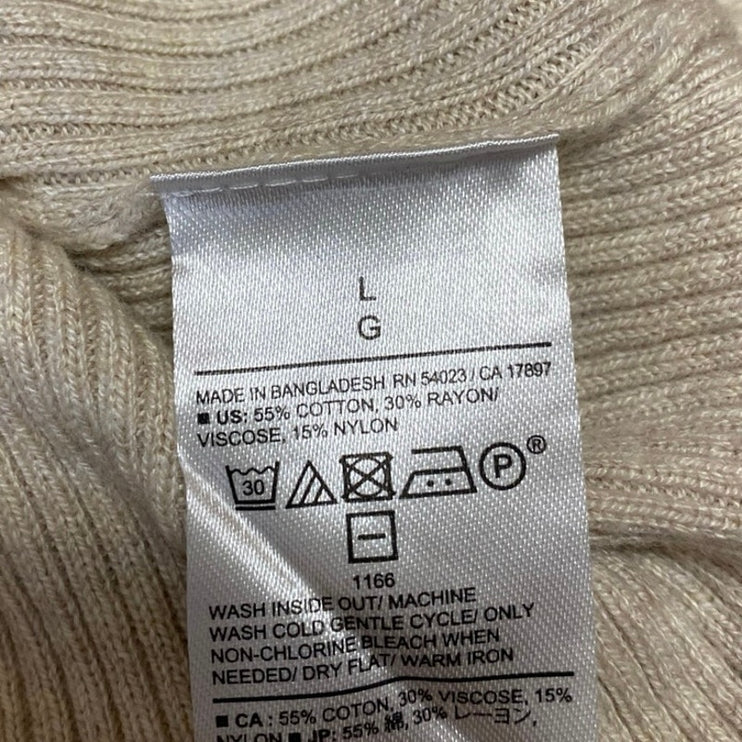 L
G
MADE IN BANGLADESH RN 54023 / CA 17897
■ US: 55% COTTON, 30% RAYON/
VISCOSE, 15% NYLON
30 P®
1166
WASH INSIDE OUT/ MACHINE
WASH COLD GENTLE CYCLE/ ONLY
NON-CHLORINE BLEACH WHEN
NEEDED/ DRY FLAT/ WARM IRON
■ CA : 55% COTON, 30% VISCOSE, 15%
NYLON ■ JP: 55% 綿, 30% レーヨン,